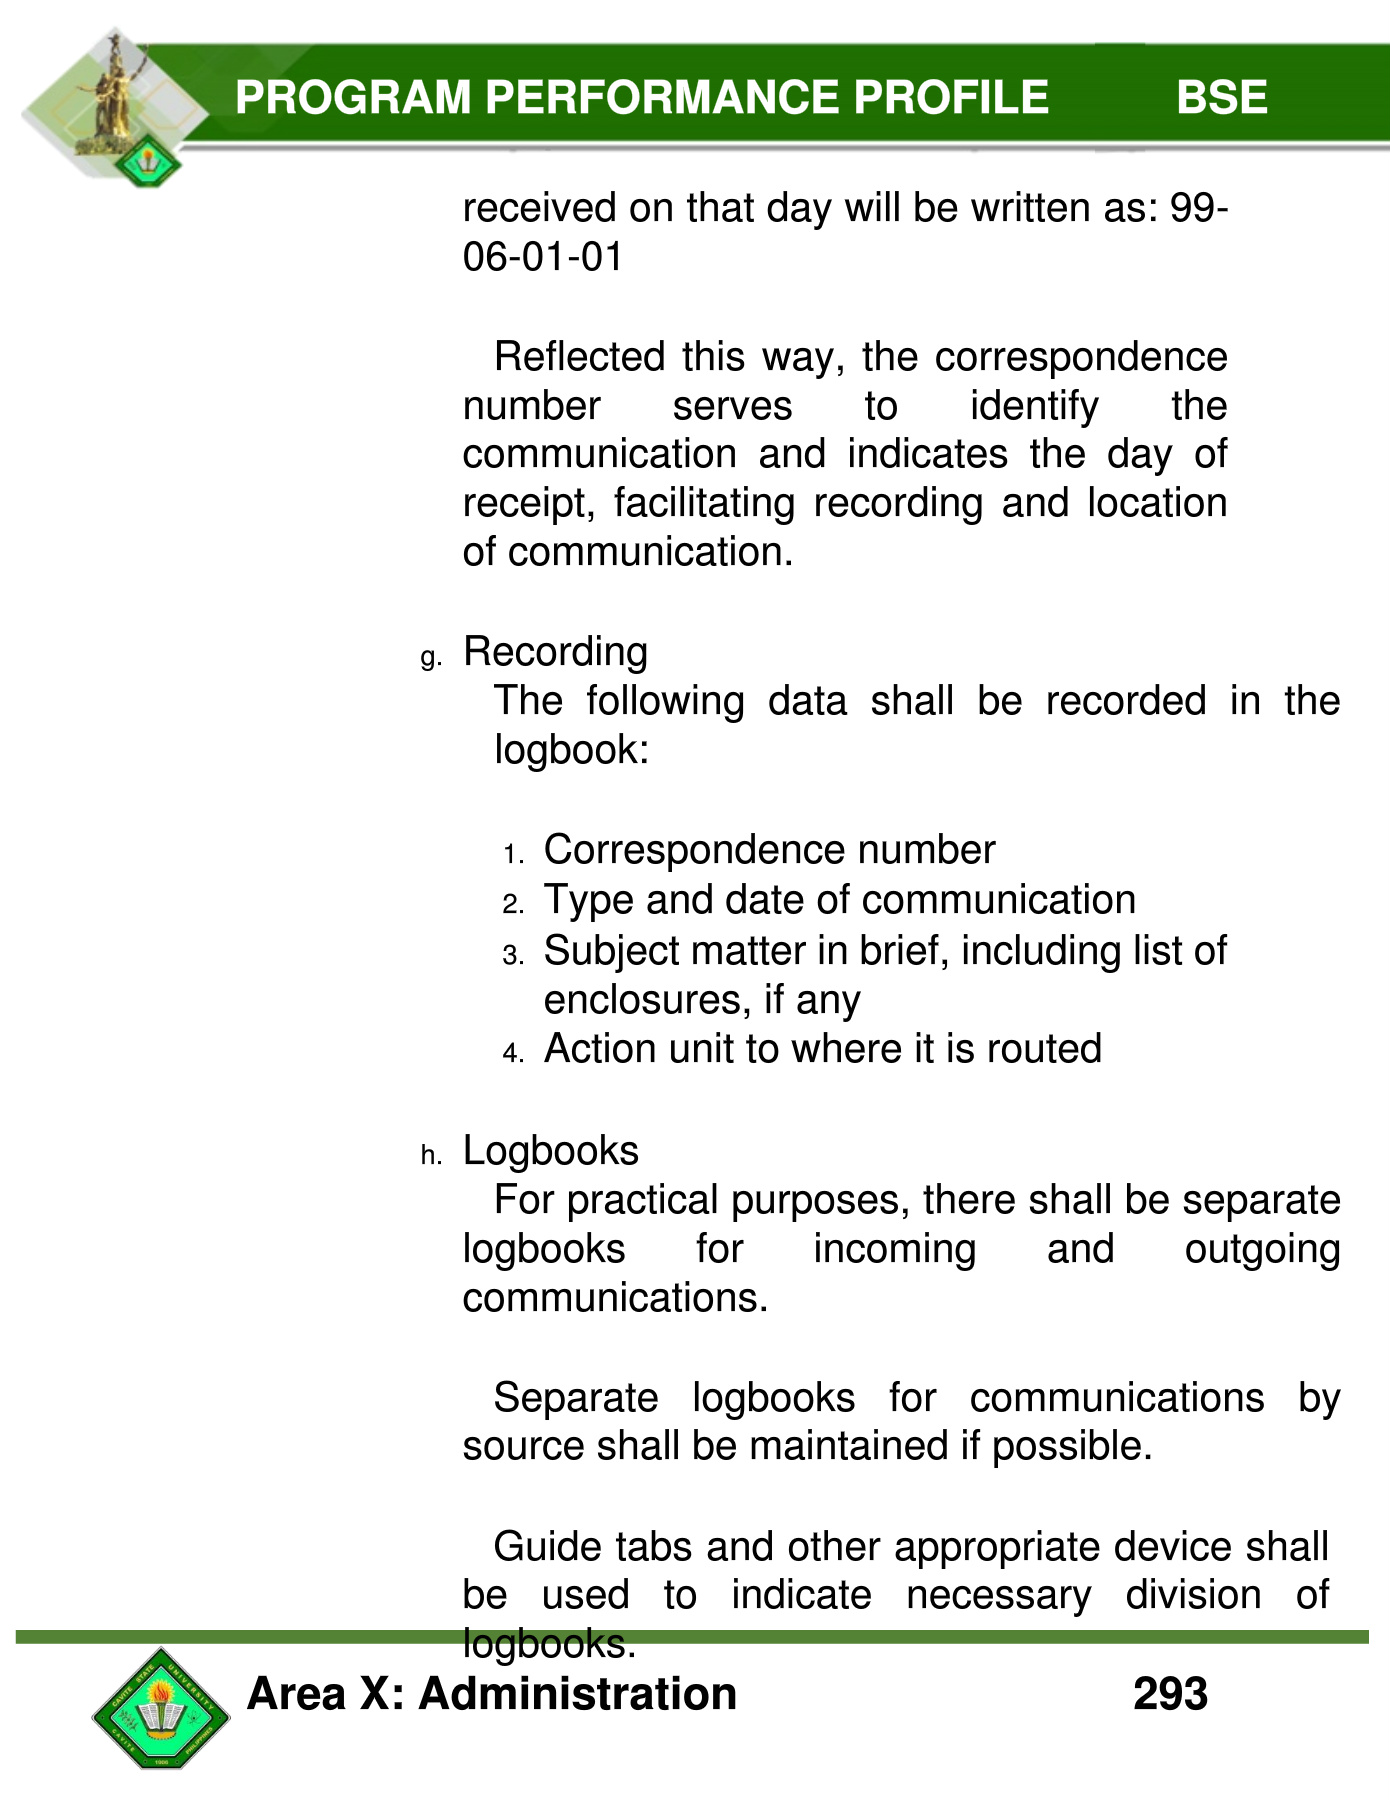 PROGRAM PERFORMANCE PROFILE BSE
received on that day will be written as: 99-
06-01-01
Reflected this way, the correspondence
number serves to identify the
communication and indicates the day of
receipt, facilitating recording and location
of communication.
g. Recording
The following data shall be recorded in the
logbook:
1. Correspondence number
2. Type and date of communication
3. Subject matter in brief, including list of
enclosures, if any
4. Action unit to where it is routed
h. Logbooks
For practical purposes, there shall be separate
logbooks for incoming and outgoing
communications.
Separate logbooks for communications by
source shall be maintained if possible.
Guide tabs and other appropriate device shall
be used to indicate necessary division of
logbooks.
CAVITE STATE UNIVERSITY
CAVITE PHILIPPINES
1906
Area X: Administration 293